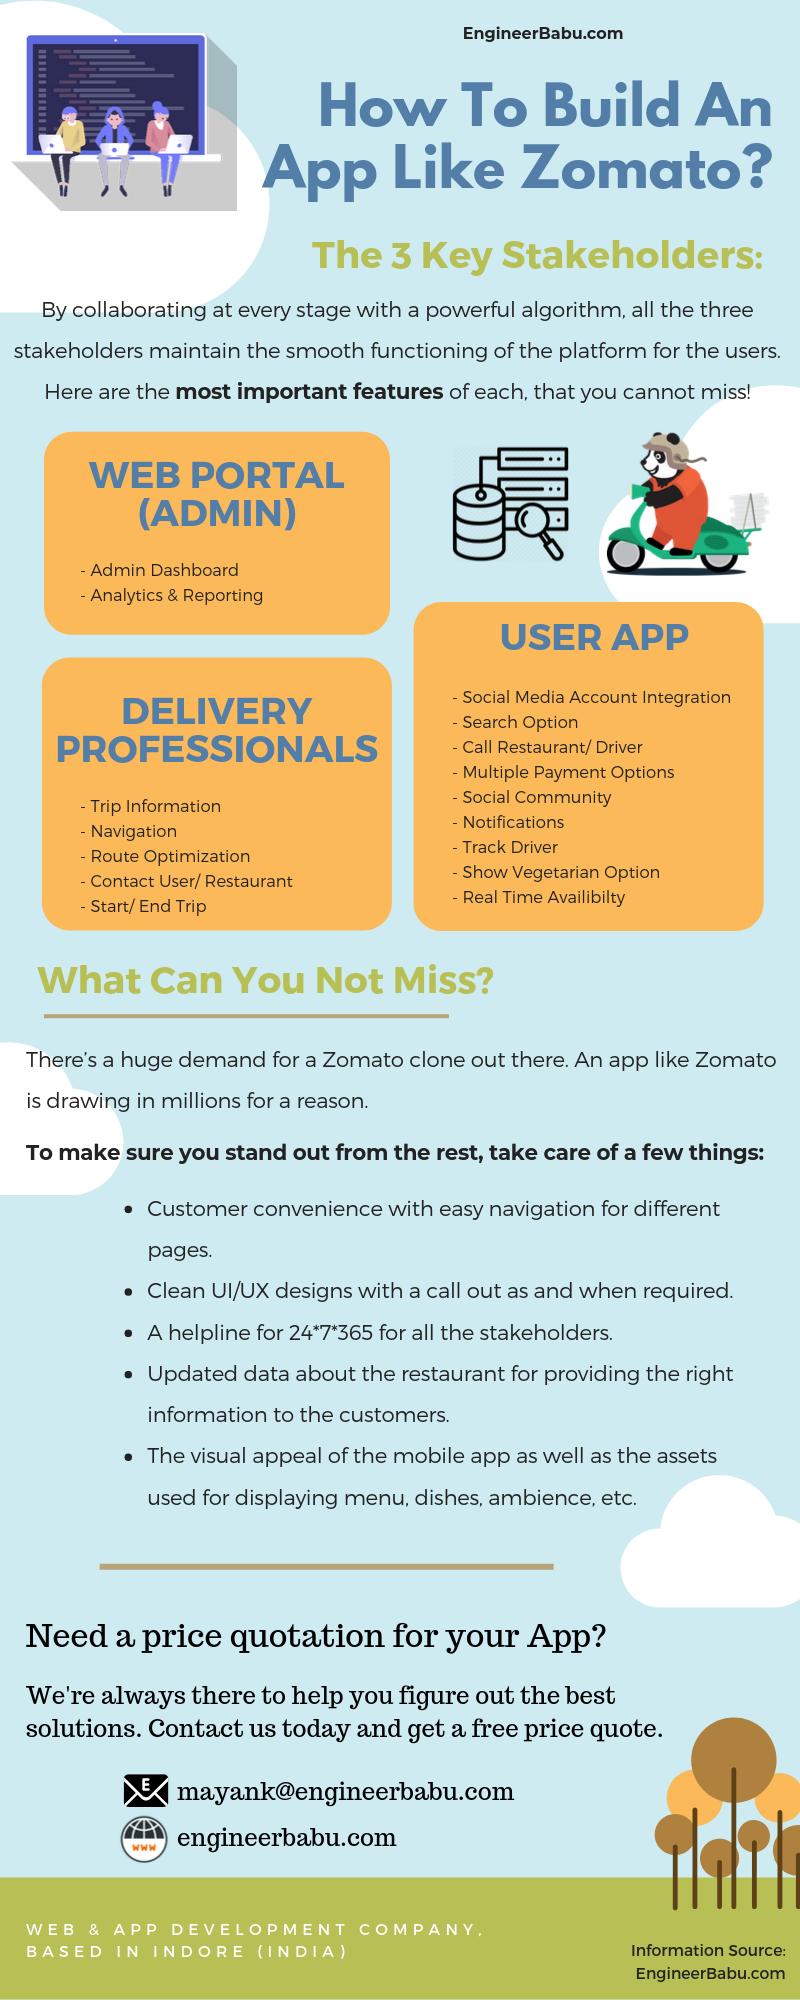 EngineerBabu.com
How To Build An
App Like Zomato?
The 3 Key Stakeholders:
By collaborating at every stage with a powerful algorithm, all the three
stakeholders maintain the smooth functioning of the platform for the users.
Here are the most important features of each, that you cannot miss!
WEB PORTAL
(ADMIN)
- Admin Dashboard
- Analytics & Reporting
DELIVERY
PROFESSIONALS
- Trip Information
- Navigation
- Route Optimization
- Contact User/ Restaurant
- Start/ End Trip
USER APP
- Social Media Account Integration
- Search Option
- Call Restaurant/ Driver
- Multiple Payment Options
- Social Community
- Notifications
- Track Driver
- Show Vegetarian Option
- Real Time Availibilty
What Can You Not Miss?
There's a huge demand for a Zomato clone out there. An app like Zomato
is drawing in millions for a reason.
To make sure you stand out from the rest, take care of a few things:
• Customer convenience with easy navigation for different
pages.
• Clean UI/UX designs with a call out as and when required.
• A helpline for 24*7*365 for all the stakeholders.
• Updated data about the restaurant for providing the right
information to the customers.
• The visual appeal of the mobile app as well as the assets
used for displaying menu, dishes, ambience, etc.
Need a price quotation for your App?
We're always there to help you figure out the best
solutions. Contact us today and get a free price quote.
E
mayank@engineerbabu.com
www
engineerbabu.com
WEB & APP DEVELOPMENT COMPANY,
BASED IN INDORE (INDIA)
Information Source:
EngineerBabu.com